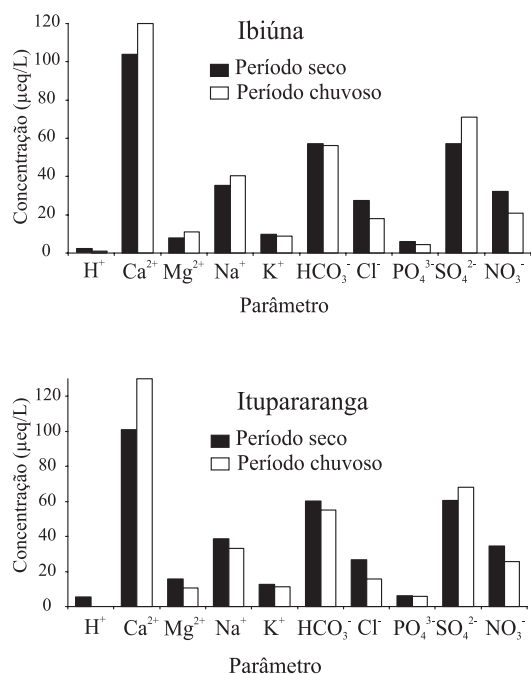 Ibiúna
Período seco
Período chuvoso
Concentração (µeq/L)
120
100
80
60
40
20
0
H⁺ Ca²⁺ Mg²⁺ Na⁺ K⁺ HCO₃⁻ Cl⁻ PO₄³⁻ SO₄²⁻ NO₃⁻
Parâmetro
Itupararanga
Período seco
Período chuvoso
Concentração (µeq/L)
120
100
80
60
40
20
0
H⁺ Ca²⁺ Mg²⁺ Na⁺ K⁺ HCO₃⁻ Cl⁻ PO₄³⁻ SO₄²⁻ NO₃⁻
Parâmetro